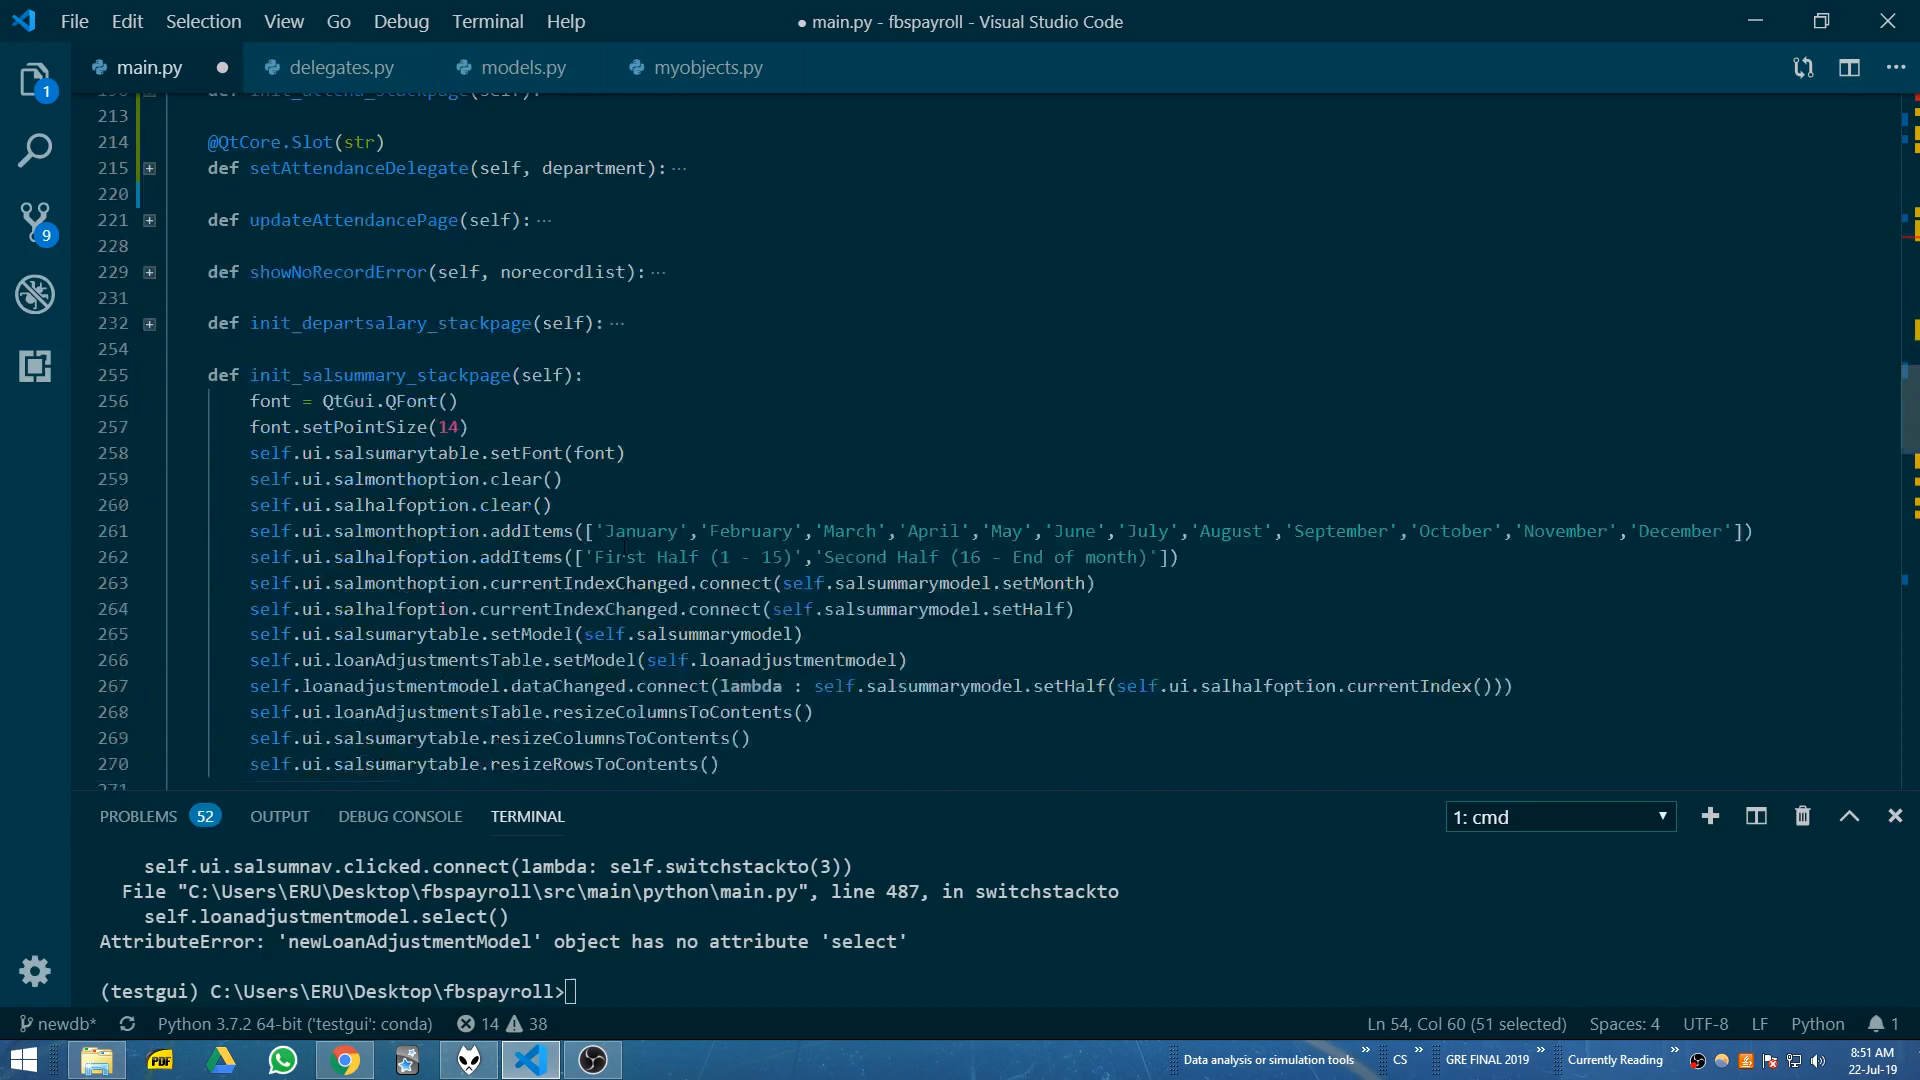 File Edit Selection View Go Debug Terminal Help
● main.py - fbspayroll - Visual Studio Code
main.py delegates.py models.py myobjects.py
213
214 @QtCore.Slot(str)
215 def setAttendanceDelegate(self, department): ...
220
221 def updateAttendancePage(self): ...
228
229 def showNoRecordError(self, norecordlist): ...
231
232 def init_departsalary_stackpage(self): ...
254
255 def init_salsummary_stackpage(self):
256 font = QtGui.QFont()
257 font.setPointSize(14)
258 self.ui.salsumarytable.setFont(font)
259 self.ui.salmonthoption.clear()
260 self.ui.salhalfoption.clear()
261 self.ui.salmonthoption.addItems(['January','February','March','April','May','June','July','August','September','October','November','December'])
262 self.ui.salhalfoption.addItems(['First Half (1 - 15)','Second Half (16 - End of month)'])
263 self.ui.salmonthoption.currentIndexChanged.connect(self.salsummarymodel.setMonth)
264 self.ui.salhalfoption.currentIndexChanged.connect(self.salsummarymodel.setHalf)
265 self.ui.salsumarytable.setModel(self.salsummarymodel)
266 self.ui.loanAdjustmentsTable.setModel(self.loanadjustmentmodel)
267 self.loanadjustmentmodel.dataChanged.connect(lambda : self.salsummarymodel.setHalf(self.ui.salhalfoption.currentIndex()))
268 self.ui.loanAdjustmentsTable.resizeColumnsToContents()
269 self.ui.salsumarytable.resizeColumnsToContents()
270 self.ui.salsumarytable.resizeRowsToContents()
271
1
9
PROBLEMS 52 OUTPUT DEBUG CONSOLE TERMINAL
1: cmd
self.ui.salsumnav.clicked.connect(lambda: self.switchstackto(3))
File "C:\Users\ERU\Desktop\fbspayroll\src\main\python\main.py", line 487, in switchstackto
self.loanadjustmentmodel.select()
AttributeError: 'newLoanAdjustmentModel' object has no attribute 'select'
(testgui) C:\Users\ERU\Desktop\fbspayroll>
newdb* Python 3.7.2 64-bit ('testgui': conda) 14 38
Ln 54, Col 60 (51 selected) Spaces: 4 UTF-8 LF Python 1
PDF
Data analysis or simulation tools » CS » GRE FINAL 2019 » Currently Reading »
8:51 AM
22-Jul-19